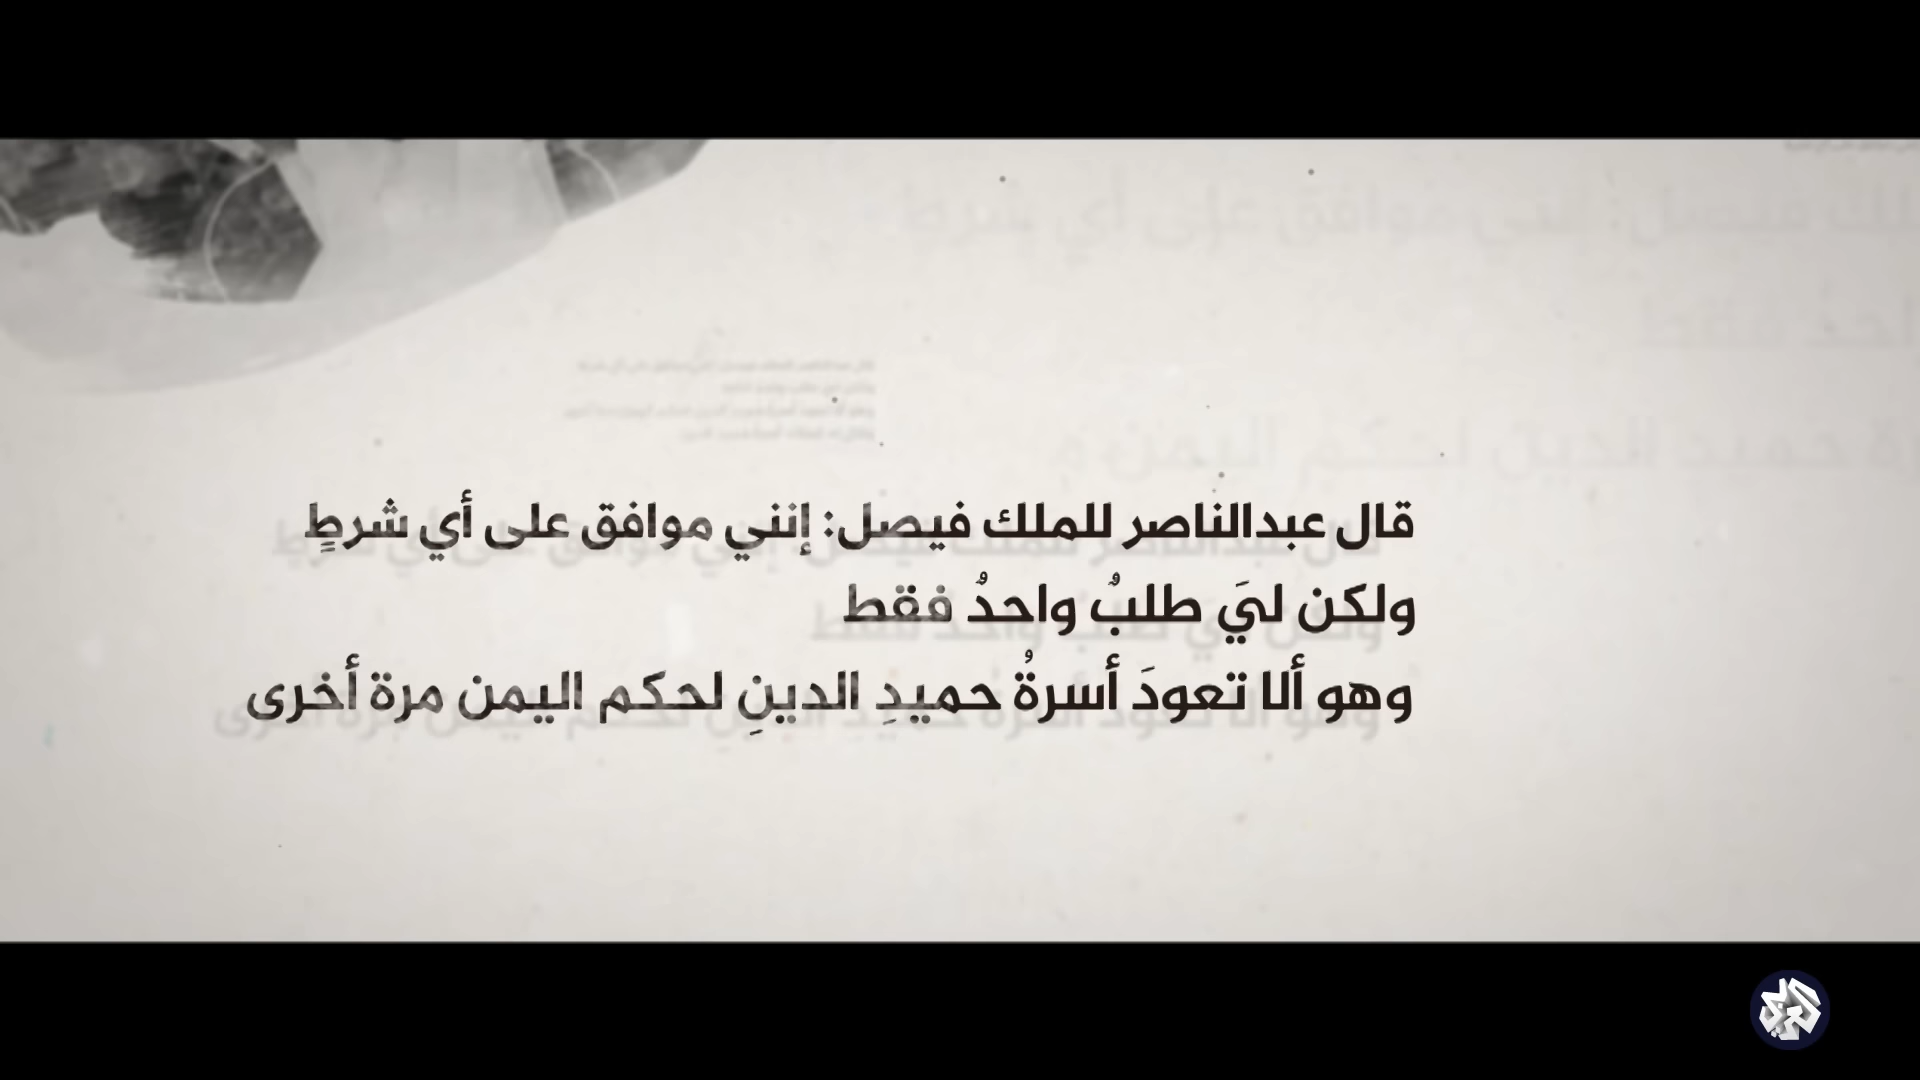 قال عبدالناصر للملك فيصل: إنني موافق على أي شرطٍ
ولكن ليَ طلبٌ واحدٌ فقط
وهو ألا تعودَ أسرةُ حميدِ الدينِ لحكم اليمن مرة أخرى